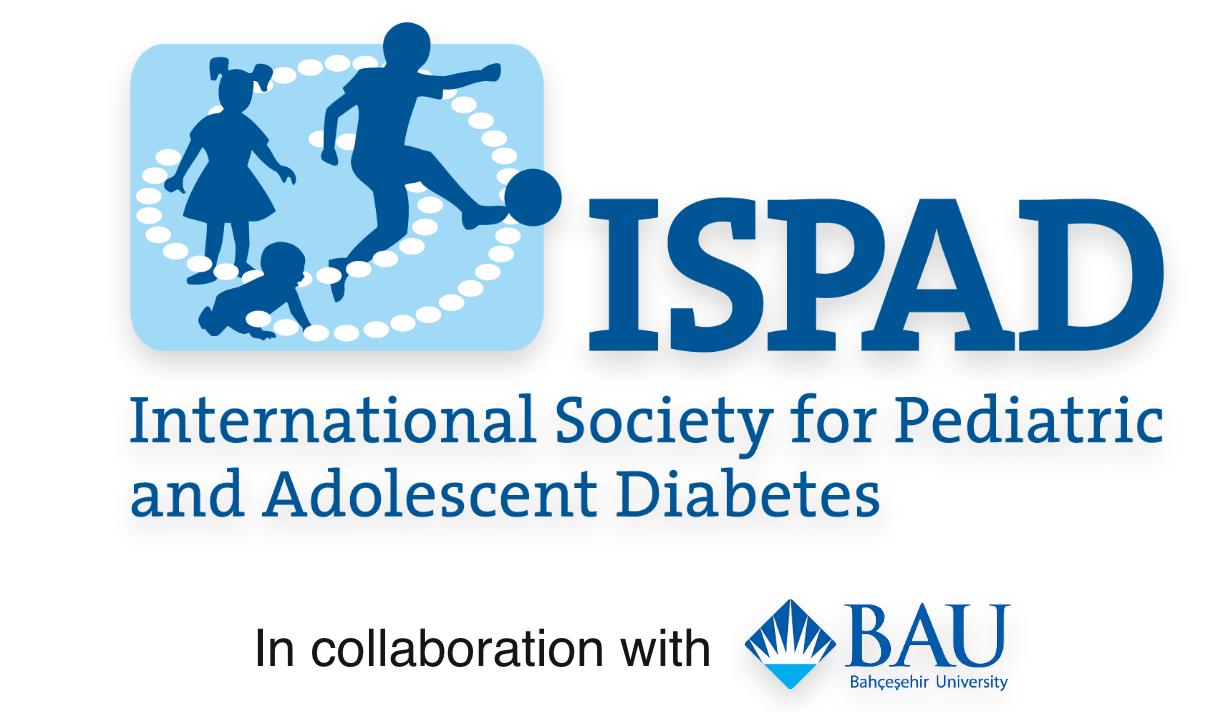 ISPAD
International Society for Pediatric
and Adolescent Diabetes
In collaboration with BAU
Bahçeşehir University